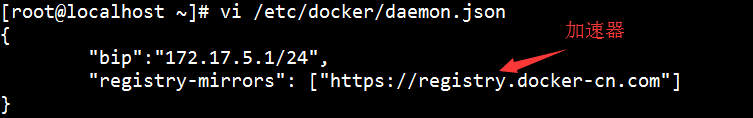 [root@localhost ~]# vi /etc/docker/daemon.json
加速器
{
"bip":"172.17.5.1/24",
"registry-mirrors": ["https://registry.docker-cn.com"]
}